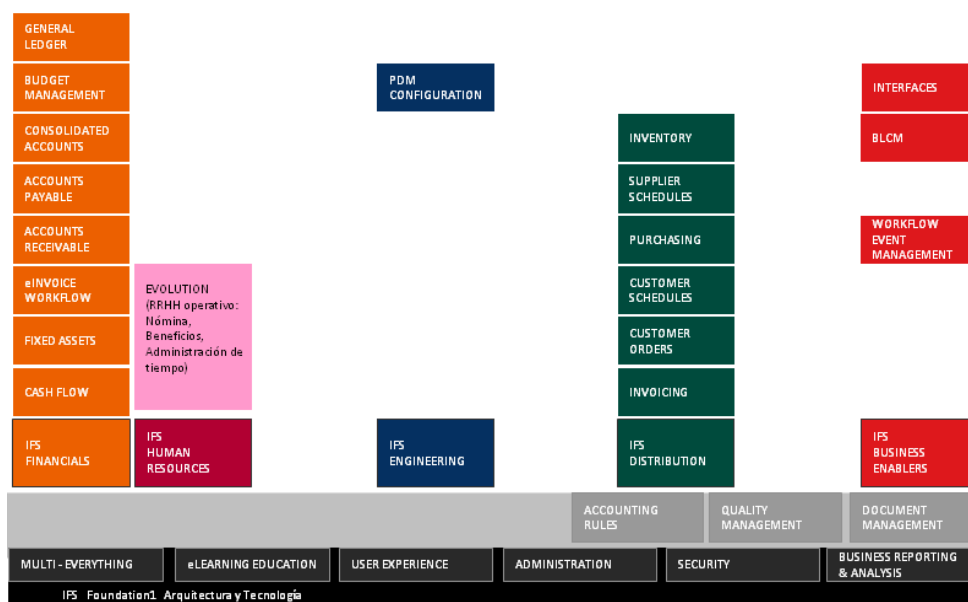 GENERAL
LEDGER
BUDGET
MANAGEMENT
CONSOLIDATED
ACCOUNTS
ACCOUNTS
PAYABLE
ACCOUNTS
RECEIVABLE
eINVOICE
WORKFLOW
FIXED ASSETS
CASH FLOW
IFS
FINANCIALS
EVOLUTION
(RRHH operativo:
Nómina,
Beneficios,
Administración de
tiempo)
IFS
HUMAN
RESOURCES
PDM
CONFIGURATION
IFS
ENGINEERING
INVENTORY
SUPPLIER
SCHEDULES
PURCHASING
CUSTOMER
SCHEDULES
CUSTOMER
ORDERS
INVOICING
IFS
DISTRIBUTION
INTERFACES
BLCM
WORKFLOW
EVENT
MANAGEMENT
IFS
BUSINESS
ENABLERS
ACCOUNTING
RULES
QUALITY
MANAGEMENT
DOCUMENT
MANAGEMENT
MULTI - EVERYTHING
eLEARNING EDUCATION
USER EXPERIENCE
ADMINISTRATION
SECURITY
BUSINESS REPORTING
& ANALYSIS
IFS Foundation1 Arquitectura y Tecnología